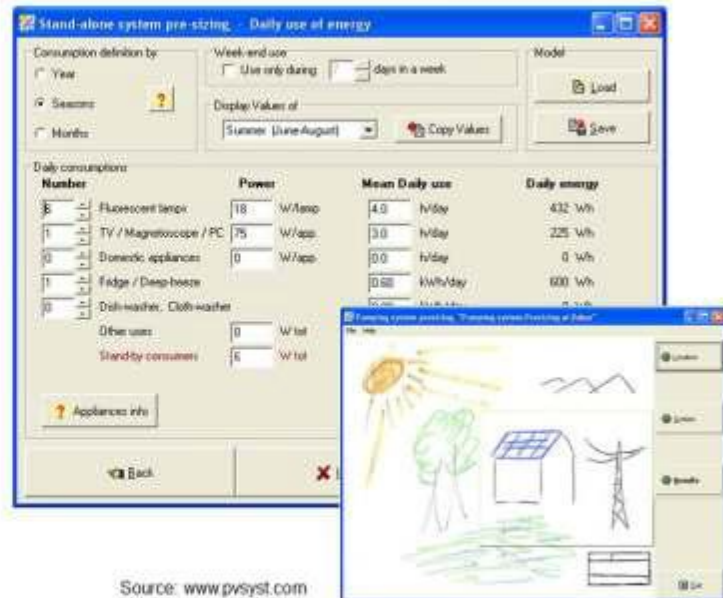 Stand-alone system pre-sizing - Daily use of energy
Consumption definition by
Year
Seasons
Months
?
Week-end use
Use only during
days in a week
Display Values of
Summer (June-August)
Copy Values
Model
Load
Save
Daily consumptions
Number Power Mean Daily use Daily energy
6 Fluorescent lamps 18 W/lamp 4.0 h/day 432 Wh
1 TV / Magnetoscope / PC 75 W/app. 3.0 h/day 225 Wh
0 Domestic appliances 0 W/app. 0.0 h/day 0 Wh
1 Fridge / Deep-freeze 0.60 kWh/day 600 Wh
0 Dish-washer, Cloth-washer
Other uses 0 W tot
Stand-by consumers 6 W tot
? Appliances info
Back
Source: www.pvsyst.com